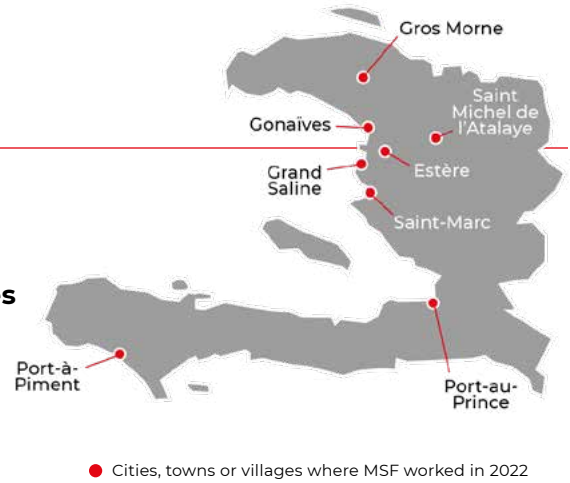 Gros Morne
Saint
Michel de
l'Atalaye
Gonaïves
Estère
Grand
Saline
Saint-Marc
s
Port-à-
Piment
Port-au-
Prince
Cities, towns or villages where MSF worked in 2022